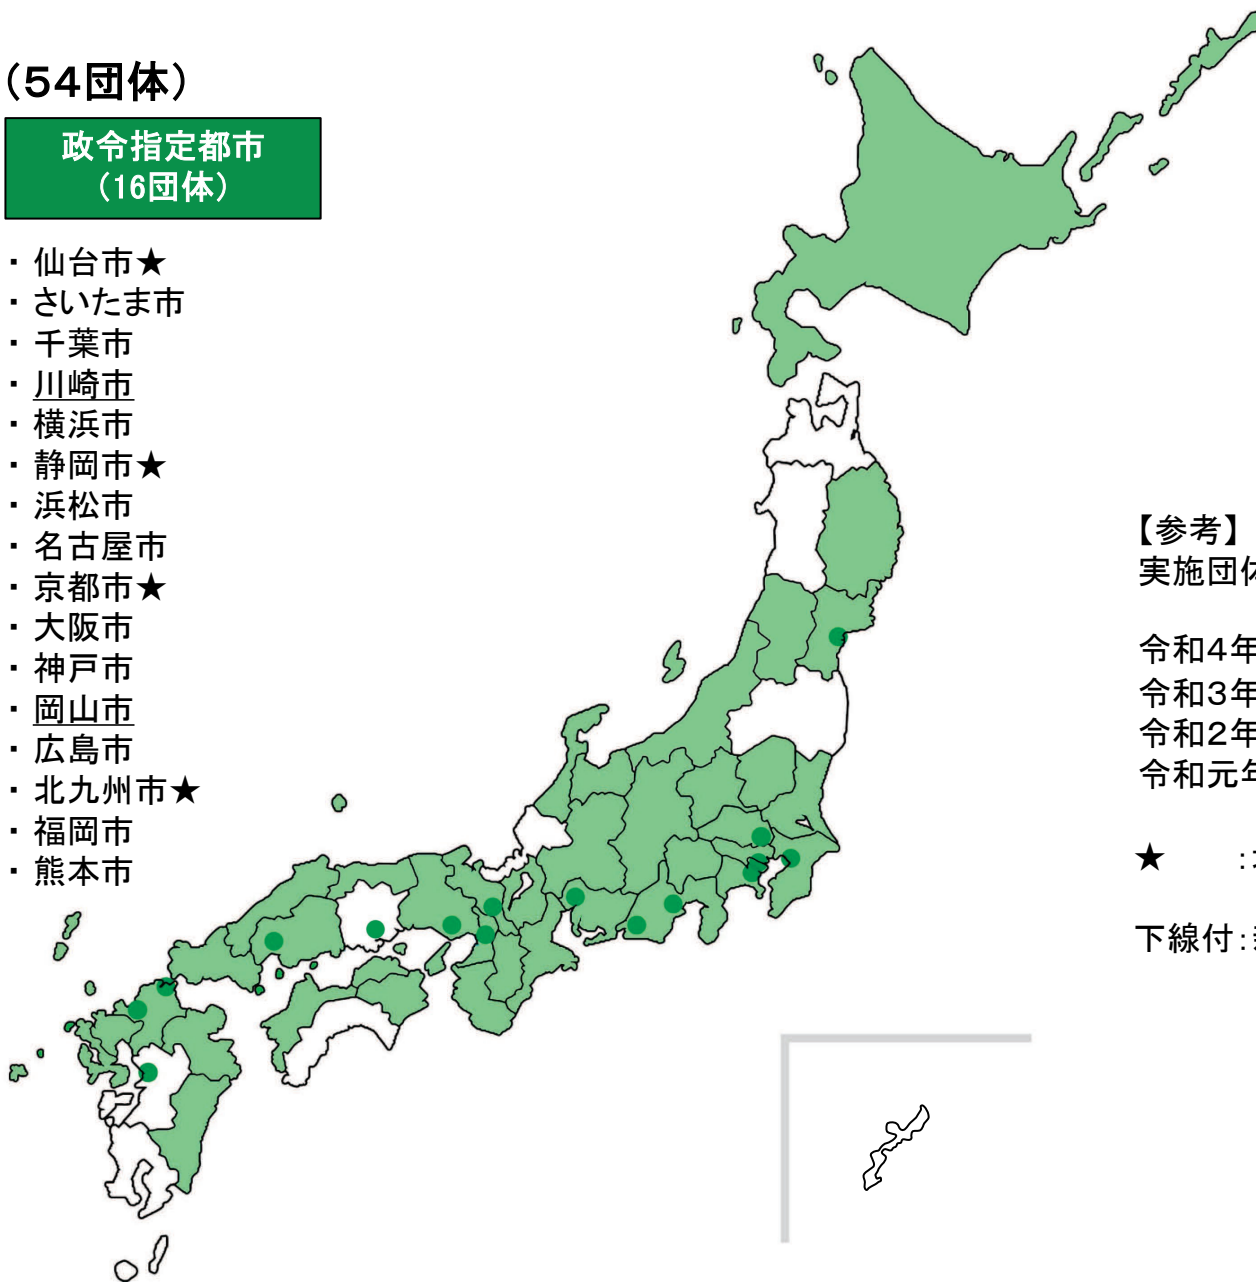 (54団体)
政令指定都市
(16団体)
・ 仙台市★
・ さいたま市
・ 千葉市
・ 川崎市
・ 横浜市
・ 静岡市★
・ 浜松市
・ 名古屋市
・ 京都市★
・ 大阪市
・ 神戸市
・ 岡山市
・ 広島市
・ 北九州市★
・ 福岡市
・ 熊本市
【参考】
実施団体
令和4年
令和3年
令和2年
令和元年
★ :
下線付: